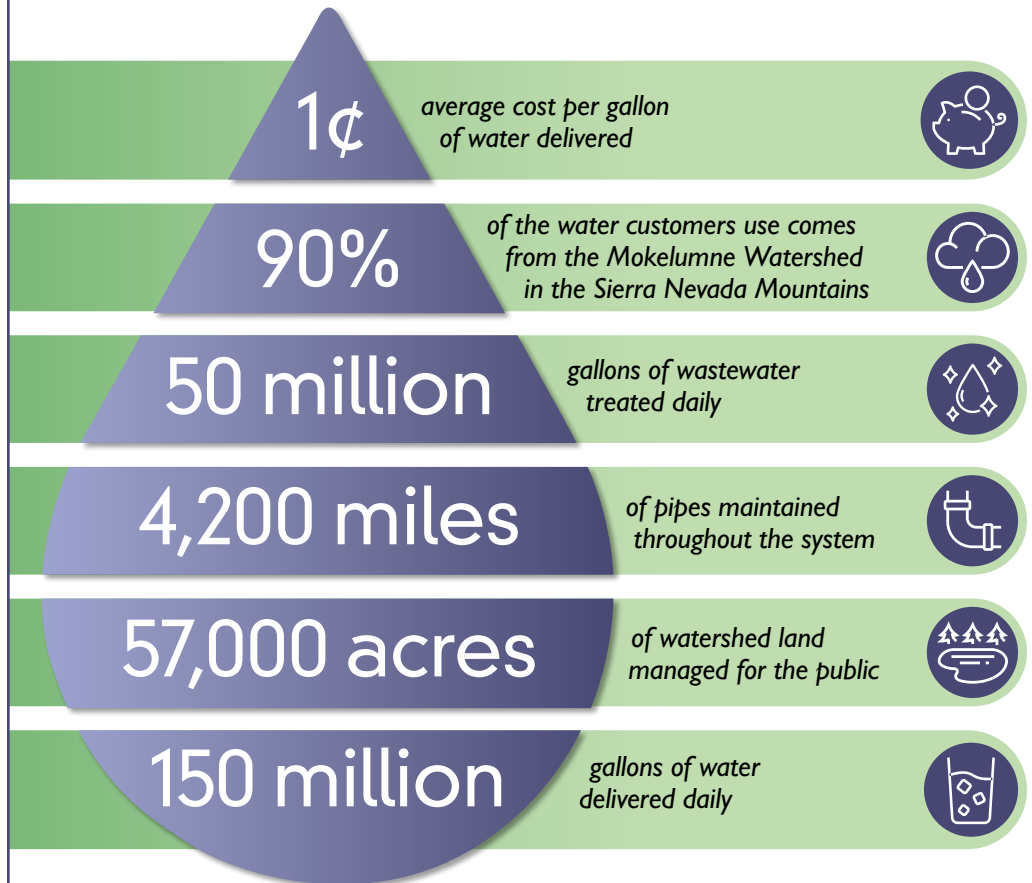 1¢
average cost per gallon
of water delivered
90%
of the water customers use comes
from the Mokelumne Watershed
in the Sierra Nevada Mountains
50 million
gallons of wastewater
treated daily
4,200 miles
of pipes maintained
throughout the system
57,000 acres
of watershed land
managed for the public
150 million
gallons of water
delivered daily